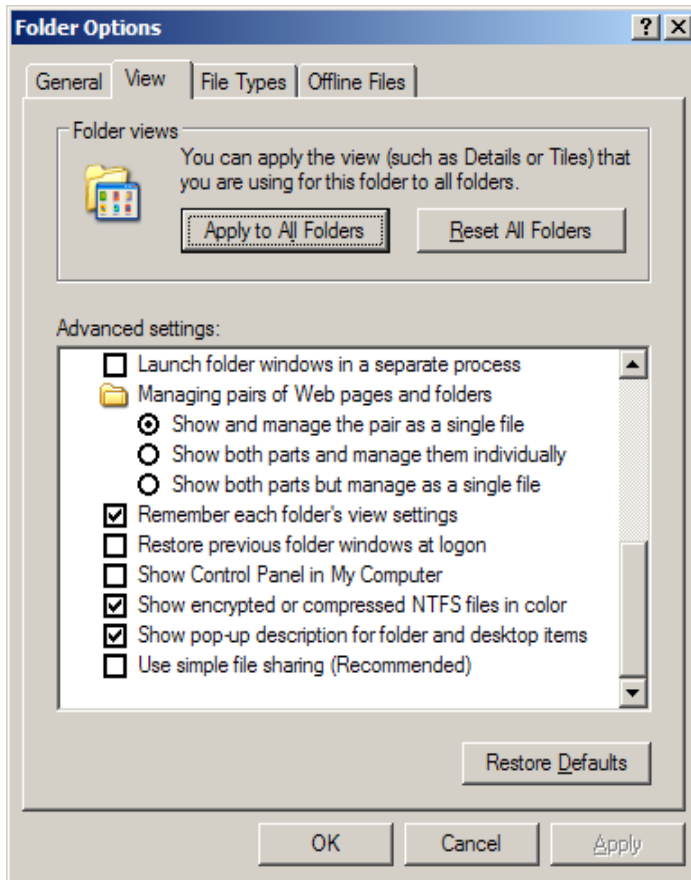 Folder Options
General View File Types Offline Files
Folder views
You can apply the view (such as Details or Tiles) that
you are using for this folder to all folders.
Apply to All Folders Reset All Folders
Advanced settings:
Launch folder windows in a separate process
Managing pairs of Web pages and folders
Show and manage the pair as a single file
Show both parts and manage them individually
Show both parts but manage as a single file
Remember each folder's view settings
Restore previous folder windows at logon
Show Control Panel in My Computer
Show encrypted or compressed NTFS files in color
Show pop-up description for folder and desktop items
Use simple file sharing (Recommended)
Restore Defaults
OK Cancel Apply